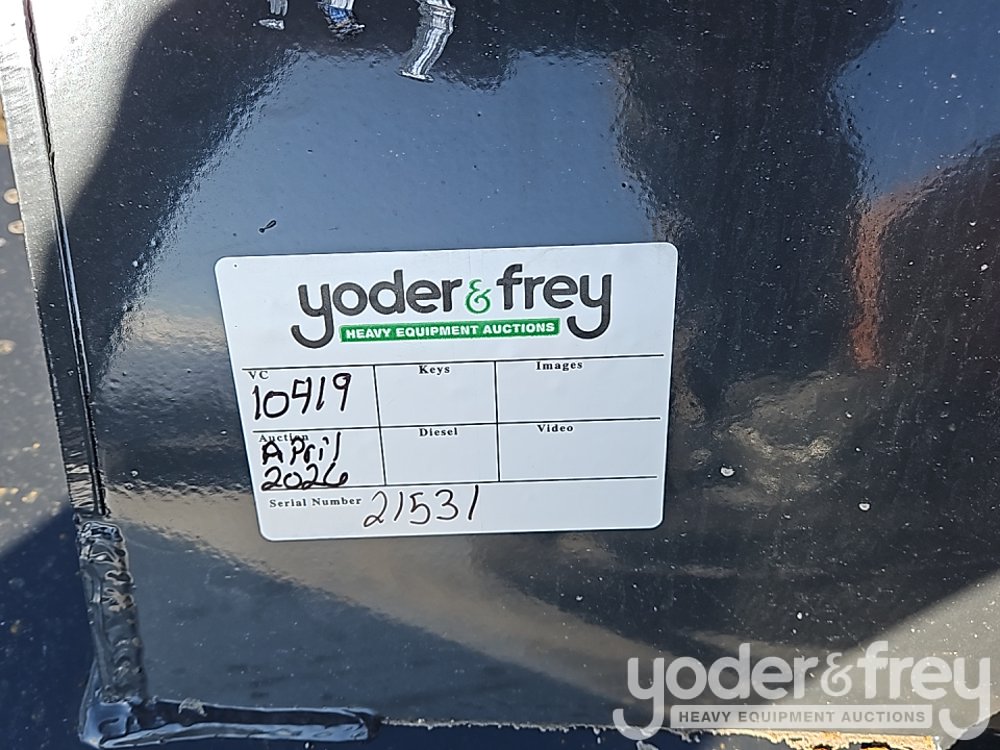 yoder & frey
HEAVY EQUIPMENT AUCTIONS
VC Keys Images
10419
Auction Diesel Video
April
2026
Serial Number 21531
yoder & frey
HEAVY EQUIPMENT AUCTIONS